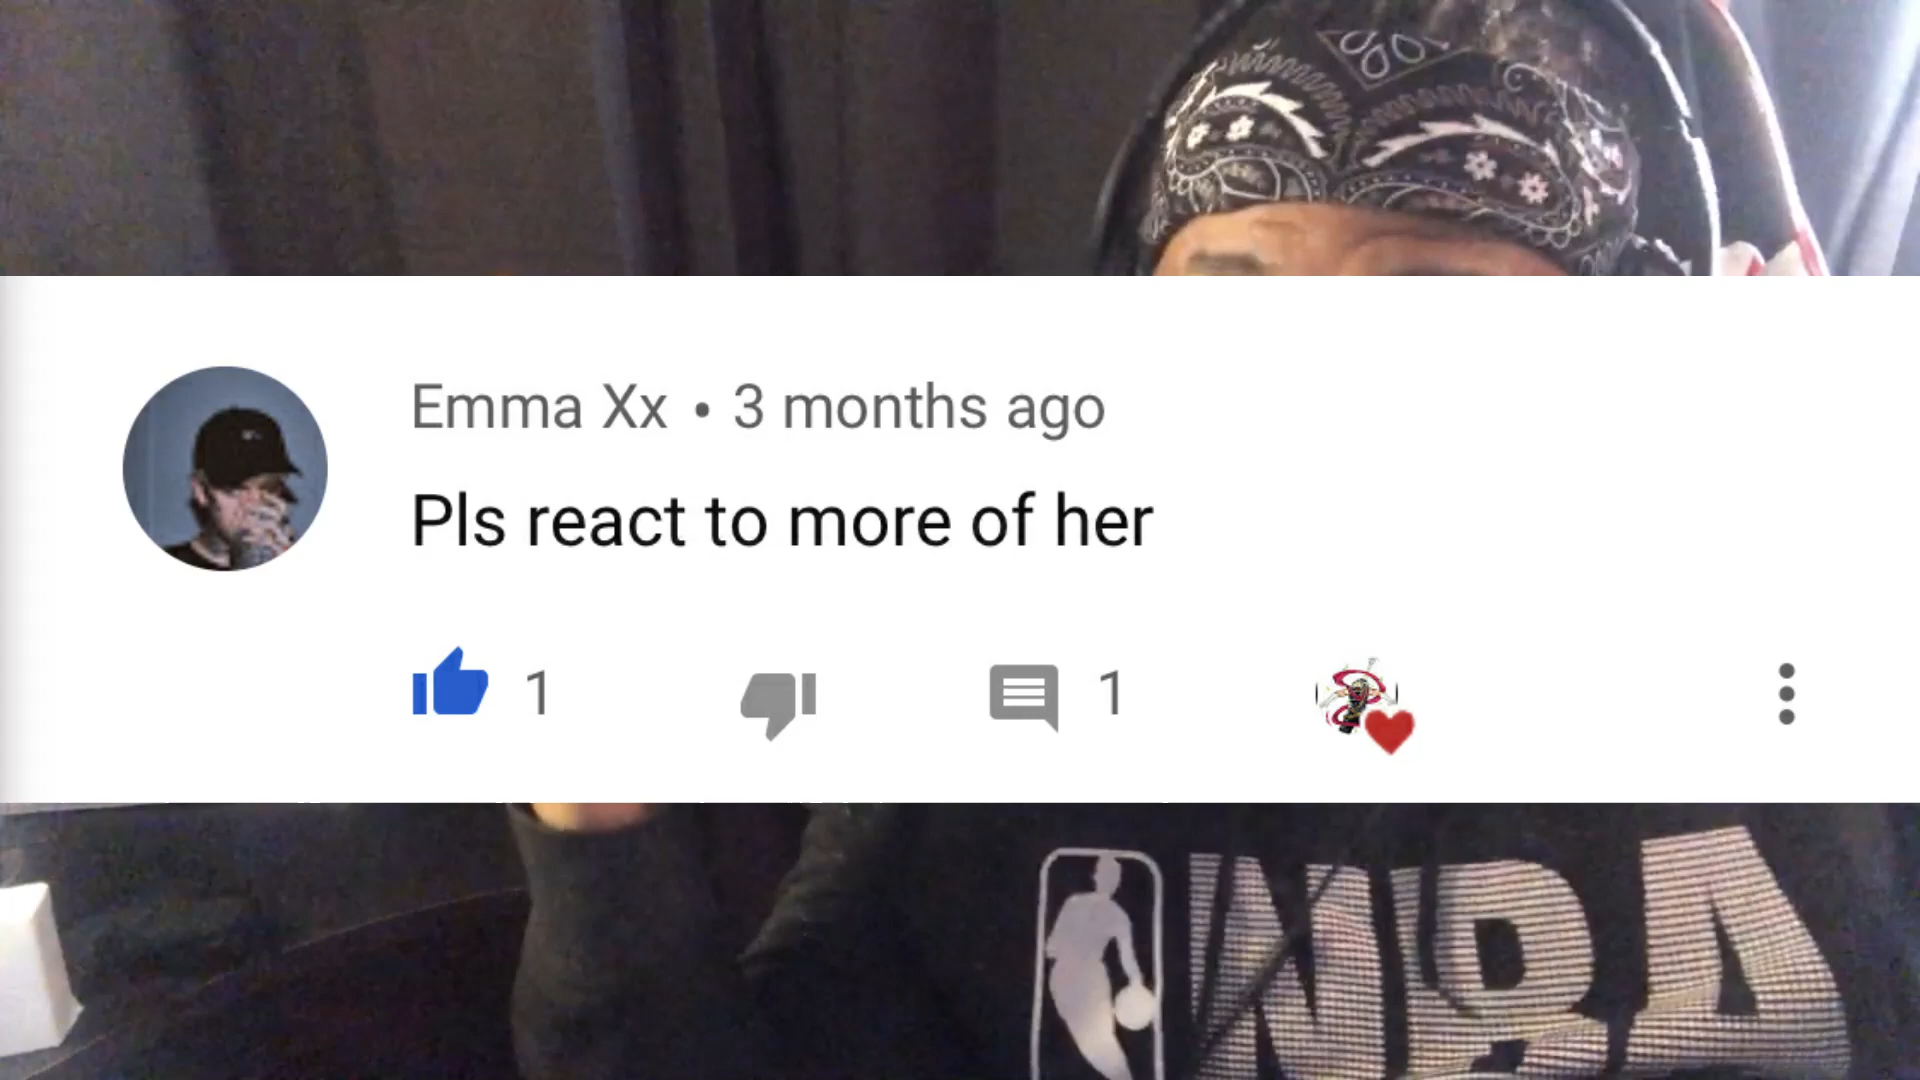 Emma Xx • 3 months ago
Pls react to more of her
1
1
NBA